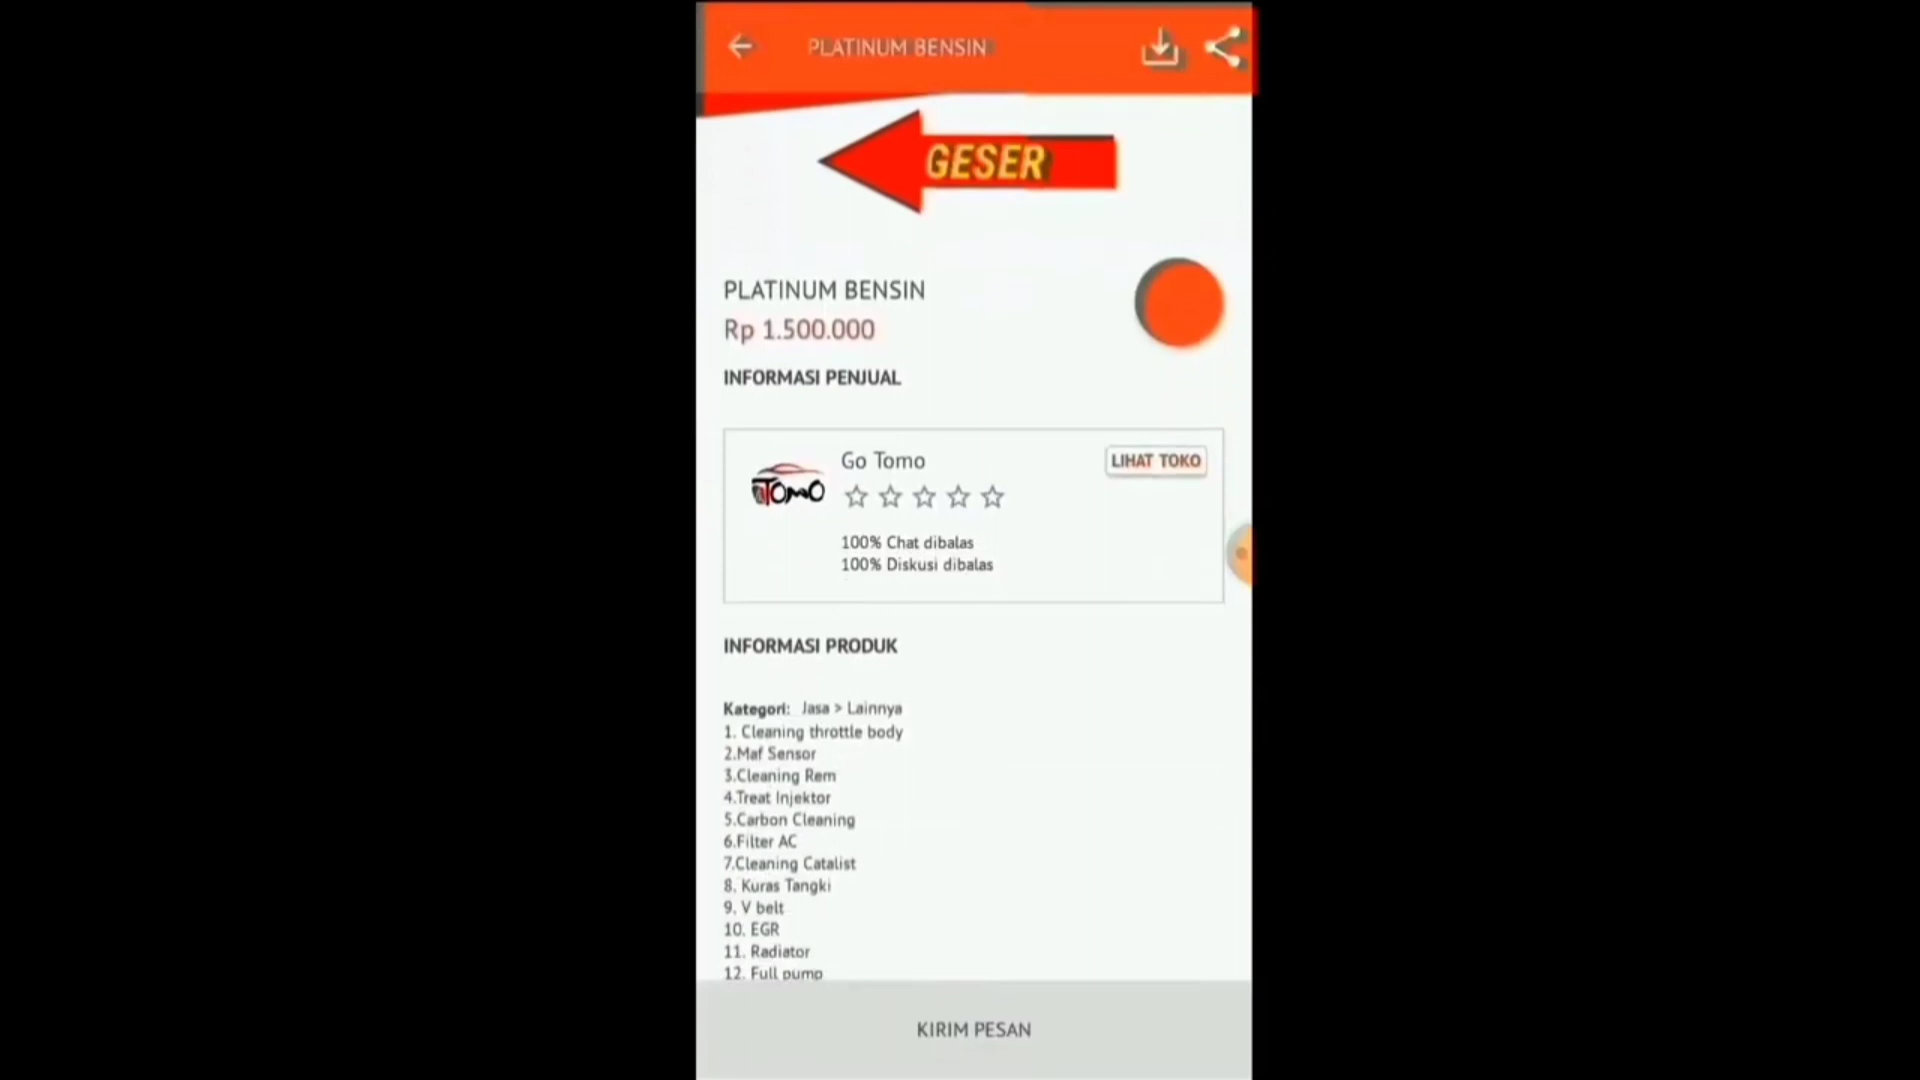 PLATINUM BENSIN
GESER
PLATINUM BENSIN
Rp 1.500.000
INFORMASI PENJUAL
Go Tomo
LIHAT TOKO
TOMO
100% Chat dibalas
100% Diskusi dibalas
INFORMASI PRODUK
Kategori: Jasa > Lainnya
1. Cleaning throttle body
2.Maf Sensor
3.Cleaning Rem
4.Treat Injektor
5.Carbon Cleaning
6.Filter AC
7.Cleaning Catalist
8. Kuras Tangki
9. V belt
10. EGR
11. Radiator
12. Full pump
KIRIM PESAN